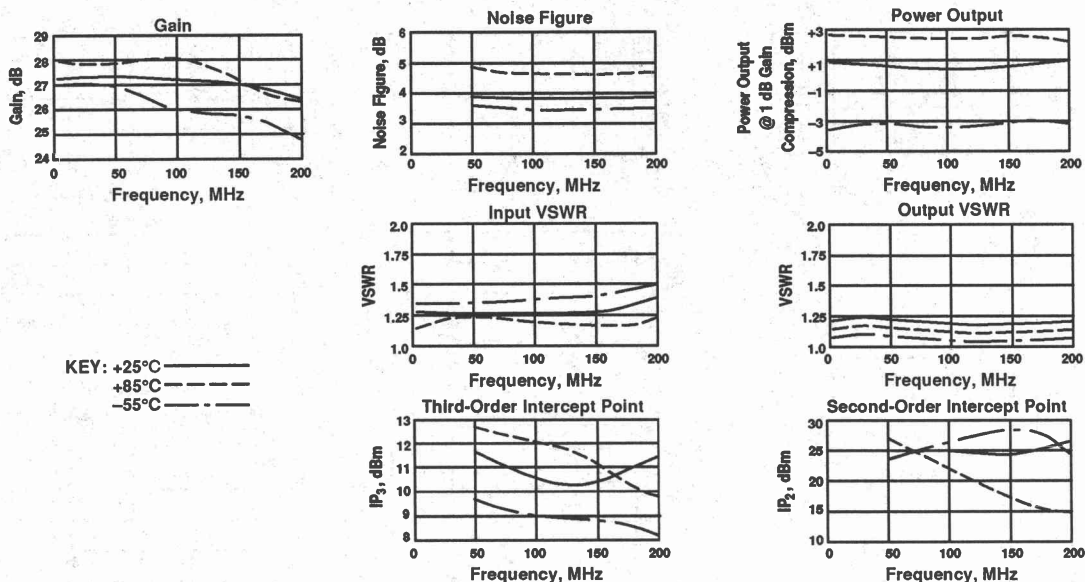 Gain
Gain, dB
29
28
27
26
25
24
0
50
100
150
200
Frequency, MHz
Noise Figure
Noise Figure, dB
6
5
4
3
2
0
50
100
150
200
Frequency, MHz
Power Output
Power Output
@ 1 dB Gain
Compression, dBm
+3
+1
–1
–3
–5
0
50
100
150
200
Frequency, MHz
Input VSWR
VSWR
2.0
1.75
1.5
1.25
1.0
0
50
100
150
200
Frequency, MHz
Output VSWR
VSWR
2.0
1.75
1.5
1.25
1.0
0
50
100
150
200
Frequency, MHz
KEY: +25°C
+85°C
–55°C
Third-Order Intercept Point
IP3, dBm
13
12
11
10
9
8
0
50
100
150
200
Frequency, MHz
Second-Order Intercept Point
IP2, dBm
30
25
20
15
10
0
50
100
150
200
Frequency, MHz